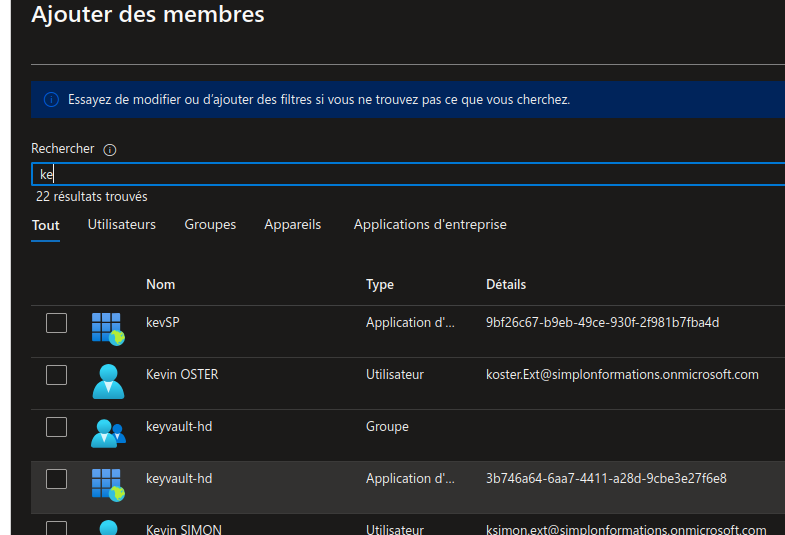 Ajouter des membres
Essayez de modifier ou d'ajouter des filtres si vous ne trouvez pas ce que vous cherchez.
Rechercher
ke
22 résultats trouvés
Tout Utilisateurs Groupes Appareils Applications d'entreprise
Nom Type Détails
kevSP Application d'... 9bf26c67-b9eb-49ce-930f-2f981b7fba4d
Kevin OSTER Utilisateur koster.Ext@simplonformations.onmicrosoft.com
keyvault-hd Groupe
keyvault-hd Application d'... 3b746a64-6aa7-4411-a28d-9cbe3e27f6e8
Kevin SIMON Utilisateur ksimon.ext@simplonformations.onmicrosoft.com